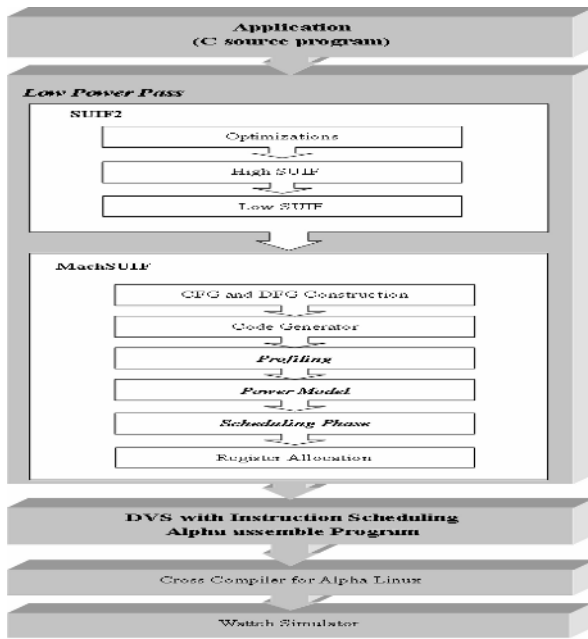 Application
(C source program)
Low Power Pass
SUIF2
Optimizations
High SUIF
Low SUIF
MachSUIF
CFG and DFG Construction
Code Generator
Profiling
Power Model
Scheduling Phase
Register Allocation
DVS with Instruction Scheduling
Alpha assemble Program
Cross Compiler for Alpha Linux
Wattch Simulator